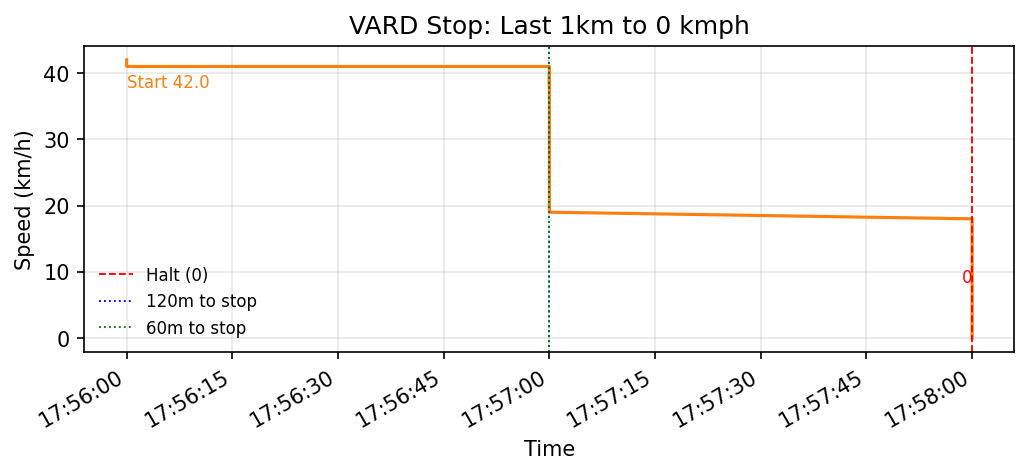 VARD Stop: Last 1km to 0 kmph
Speed (km/h)
40
30
20
10
0
Start 42.0
0
Halt (0)
120m to stop
60m to stop
17:56:00
17:56:15
17:56:30
17:56:45
17:57:00
17:57:15
17:57:30
17:57:45
17:58:00
Time